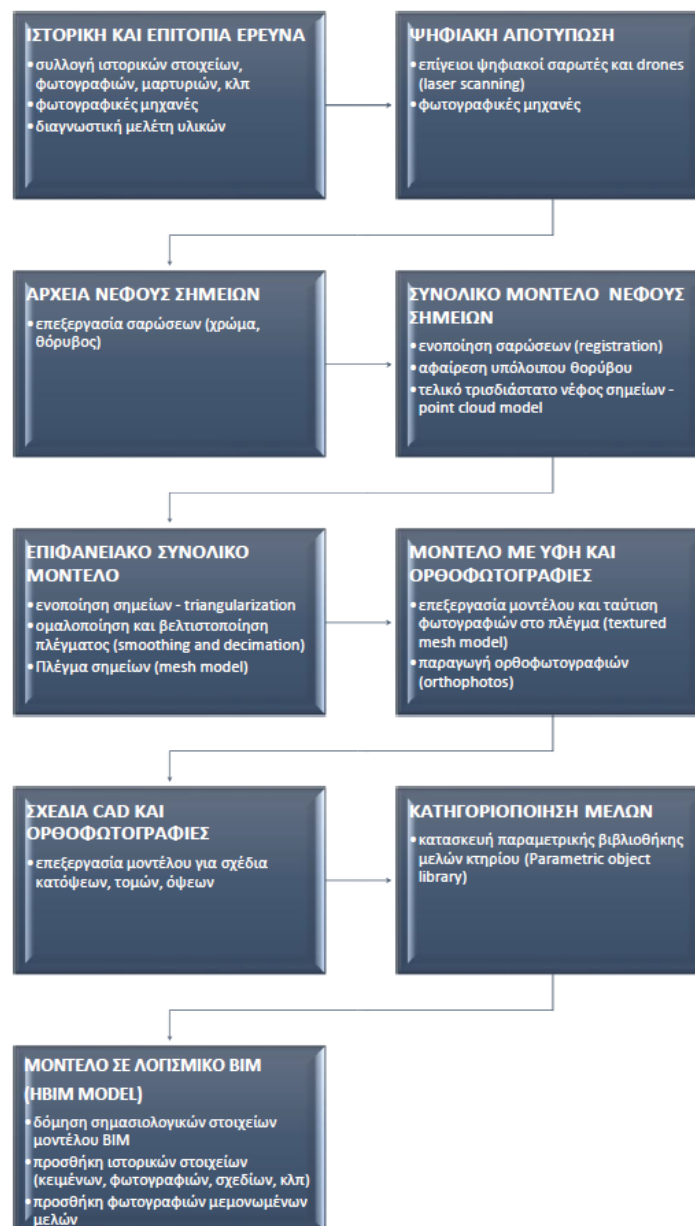 ΙΣΤΟΡΙΚΗ ΚΑΙ ΕΠΙΤΟΠΙΑ ΕΡΕΥΝΑ
•συλλογή ιστορικών στοιχείων,
φωτογραφιών, μαρτυριών, κλπ
•φωτογραφικές μηχανές
•διαγνωστική μελέτη υλικών
ΨΗΦΙΑΚΗ ΑΠΟΤΥΠΩΣΗ
•επίγειοι ψηφιακοί σαρωτές και drones
(laser scanning)
•φωτογραφικές μηχανές
ΑΡΧΕΙΑ ΝΕΦΟΥΣ ΣΗΜΕΙΩΝ
•επεξεργασία σαρώσεων (χρώμα,
θόρυβος)
ΣΥΝΟΛΙΚΟ ΜΟΝΤΕΛΟ ΝΕΦΟΥΣ
ΣΗΜΕΙΩΝ
•ενοποίηση σαρώσεων (registration)
•αφαίρεση υπόλοιπου θορύβου
•τελικό τρισδιάστατο νέφος σημείων -
point cloud model
ΕΠΙΦΑΝΕΙΑΚΟ ΣΥΝΟΛΙΚΟ
ΜΟΝΤΕΛΟ
•ενοποίηση σημείων - triangularization
•ομαλοποίηση και βελτιστοποίηση
πλέγματος (smoothing and decimation)
•Πλέγμα σημείων (mesh model)
ΜΟΝΤΕΛΟ ΜΕ ΥΦΗ ΚΑΙ
ΟΡΘΟΦΩΤΟΓΡΑΦΙΕΣ
•επεξεργασία μοντέλου και ταύτιση
φωτογραφιών στο πλέγμα (textured
mesh model)
•παραγωγή ορθοφωτογραφιών
(orthophotos)
ΣΧΕΔΙΑ CAD ΚΑΙ
ΟΡΘΟΦΩΤΟΓΡΑΦΙΕΣ
•επεξεργασία μοντέλου για σχέδια
κατόψεων, τομών, όψεων
ΚΑΤΗΓΟΡΙΟΠΟΙΗΣΗ ΜΕΛΩΝ
•κατασκευή παραμετρικής βιβλιοθήκης
μελών κτηρίου (Parametric object
library)
ΜΟΝΤΕΛΟ ΣΕ ΛΟΓΙΣΜΙΚΟ BIM
(HBIM MODEL)
•δόμηση σημασιολογικών στοιχείων
μοντέλου BIM
•προσθήκη ιστορικών στοιχείων
(κειμένων, φωτογραφιών, σχεδίων, κλπ)
•προσθήκη φωτογραφιών μεμονωμένων
μελών